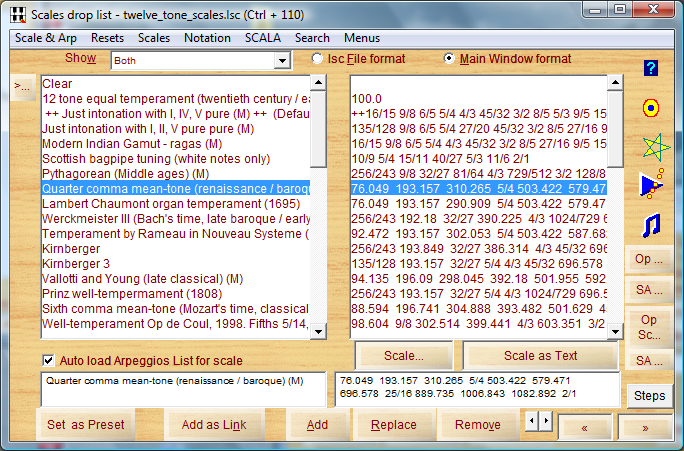 Scales drop list - twelve_tone_scales.lsc (Ctrl + 110)
Scale & Arp Resets Scales Notation SCALA Search Menus
Show Both lsc File format Main Window format
>...
Clear
12 tone equal temperament (twentieth century / ea 100.0
++ Just intonation with I, IV, V pure (M) ++ (Defau ++16/15 9/8 6/5 5/4 4/3 45/32 3/2 8/5 5/3 9/5 15
Just intonation with I, II, V pure pure (M) 135/128 9/8 6/5 5/4 27/20 45/32 3/2 8/5 27/16 9
Modern Indian Gamut - ragas (M) 16/15 9/8 6/5 5/4 4/3 45/32 3/2 8/5 27/16 9/5 1
Scottish bagpipe tuning (white notes only) 10/9 5/4 15/11 40/27 5/3 11/6 2/1
Pythagorean (Middle ages) (M) 256/243 9/8 32/27 81/64 4/3 729/512 3/2 128/8
Quarter comma mean-tone (renaissance / baroqu 76.049 193.157 310.265 5/4 503.422 579.47
Lambert Chaumont organ temperament (1695) 76.049 193.157 290.909 5/4 503.422 579.47
Werckmeister III (Bach's time, late baroque / early 256/243 192.18 32/27 390.225 4/3 1024/729 6
Temperament by Rameau in Nouveau Systeme ( 92.472 193.157 302.053 5/4 503.422 587.68
Kirnberger 256/243 193.849 32/27 386.314 4/3 45/32 696
Kirnberger 3 135/128 193.157 32/27 5/4 4/3 45/32 696.578
Vallotti and Young (late classical) (M) 94.135 196.09 298.045 392.18 501.955 592.
Prinz well-tempermament (1808) 256/243 193.157 32/27 5/4 4/3 1024/729 696.5
Sixth comma mean-tone (Mozart's time, classical 88.594 196.741 304.888 393.482 501.629 4
Well-temperament Op de Coul, 1998. Fifths 5/14, 98.604 9/8 302.514 399.441 4/3 603.351 3/2
Op ...
SA ...
Op Sc...
SA ...
Auto load Arpeggios List for scale Scale... Scale as Text
Quarter comma mean-tone (renaissance / baroque) (M) 76.049 193.157 310.265 5/4 503.422 579.471
696.578 25/16 889.735 1006.843 1082.892 2/1
Steps
Set as Preset Add as Link Add Replace Remove « »